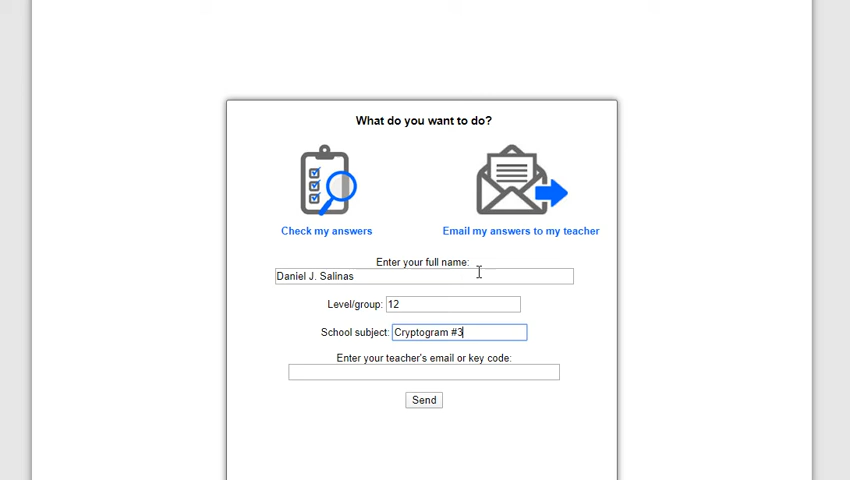 What do you want to do?
Check my answers
Email my answers to my teacher
Enter your full name:
Daniel J. Salinas
Level/group: 12
School subject: Cryptogram #3
Enter your teacher's email or key code:
Send